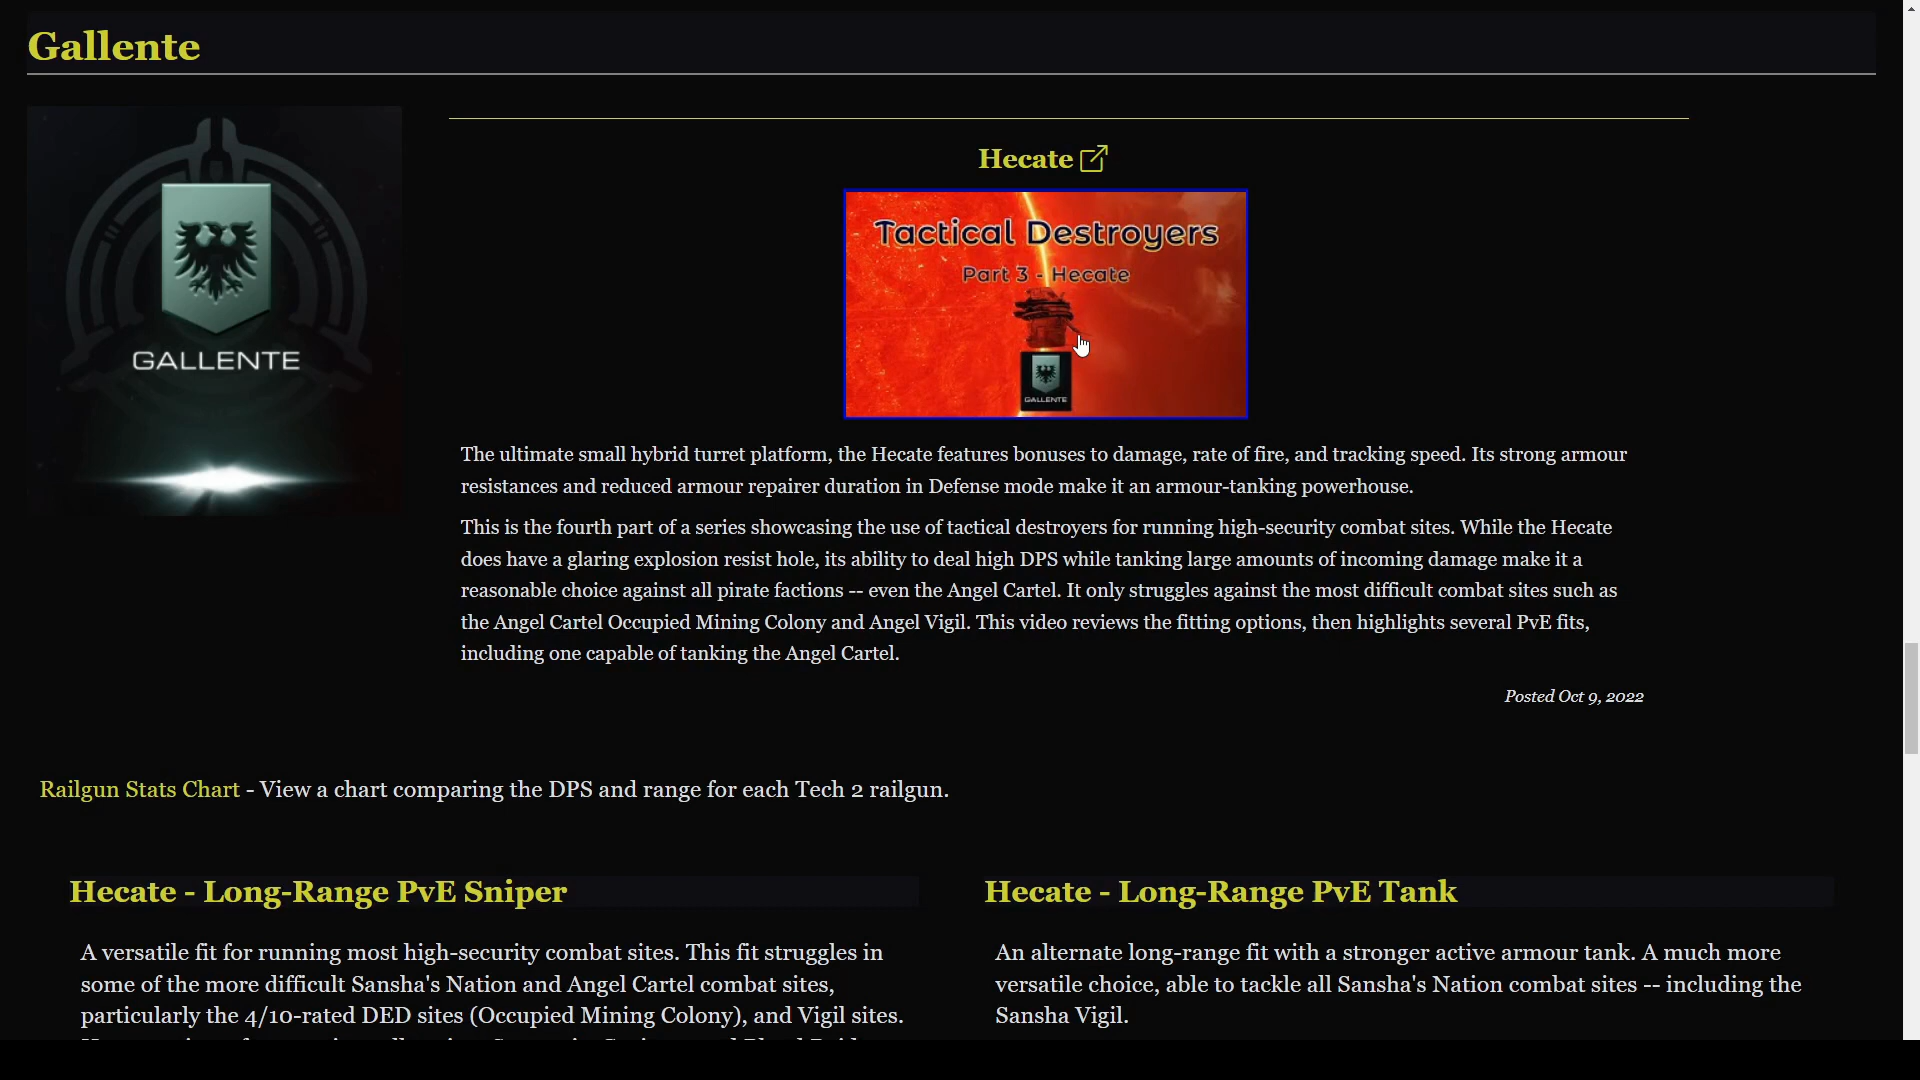 Gallente
GALLENTE
Hecate
Tactical Destroyers
Part 3 - Hecate
GALLENTE
The ultimate small hybrid turret platform, the Hecate features bonuses to damage, rate of fire, and tracking speed. Its strong armour
resistances and reduced armour repairer duration in Defense mode make it an armour-tanking powerhouse.
This is the fourth part of a series showcasing the use of tactical destroyers for running high-security combat sites. While the Hecate
does have a glaring explosion resist hole, its ability to deal high DPS while tanking large amounts of incoming damage make it a
reasonable choice against all pirate factions -- even the Angel Cartel. It only struggles against the most difficult combat sites such as
the Angel Cartel Occupied Mining Colony and Angel Vigil. This video reviews the fitting options, then highlights several PvE fits,
including one capable of tanking the Angel Cartel.
Posted Oct 9, 2022
Railgun Stats Chart - View a chart comparing the DPS and range for each Tech 2 railgun.
Hecate - Long-Range PvE Sniper
A versatile fit for running most high-security combat sites. This fit struggles in
some of the more difficult Sansha's Nation and Angel Cartel combat sites,
particularly the 4/10-rated DED sites (Occupied Mining Colony), and Vigil sites.
Hecate - Long-Range PvE Tank
An alternate long-range fit with a stronger active armour tank. A much more
versatile choice, able to tackle all Sansha's Nation combat sites -- including the
Sansha Vigil.